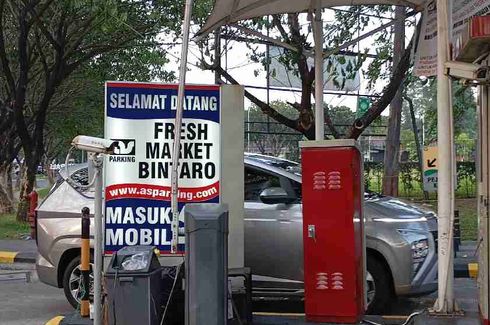 SELAMAT DATANG
FRESH
MARKET
BINTARO
PARKING
www.asparking.com
MASUK
MOBIL